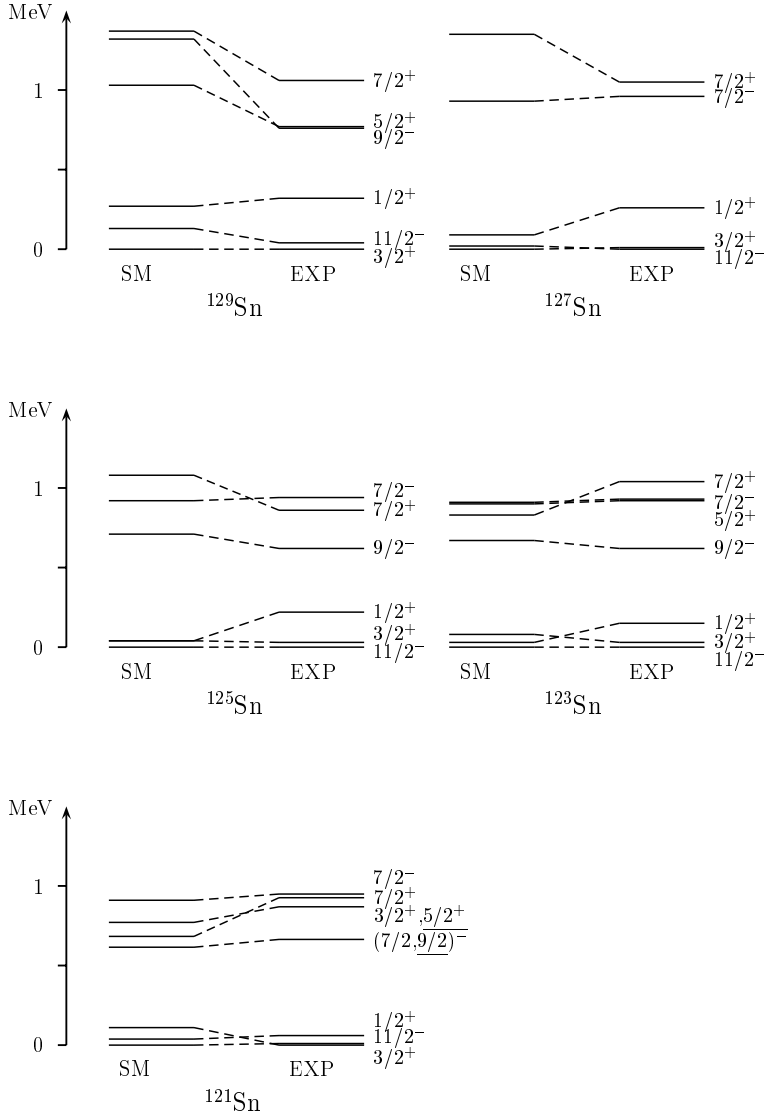 MeV
1
0
7/2⁺
5/2⁺
9/2⁻
1/2⁺
11/2⁻
3/2⁺
SM EXP
¹²⁹Sn
7/2⁺
7/2⁻
1/2⁺
3/2⁺
11/2⁻
SM EXP
¹²⁷Sn
MeV
1
0
7/2⁻
7/2⁺
9/2⁻
1/2⁺
3/2⁺
11/2⁻
SM EXP
¹²⁵Sn
7/2⁺
7/2⁻
5/2⁺
9/2⁻
1/2⁺
3/2⁺
11/2⁻
SM EXP
¹²³Sn
MeV
1
0
7/2⁻
7/2⁺
3/2⁺,5/2⁺
(7/2,9/2)⁻
1/2⁺
11/2⁻
3/2⁺
SM EXP
¹²¹Sn